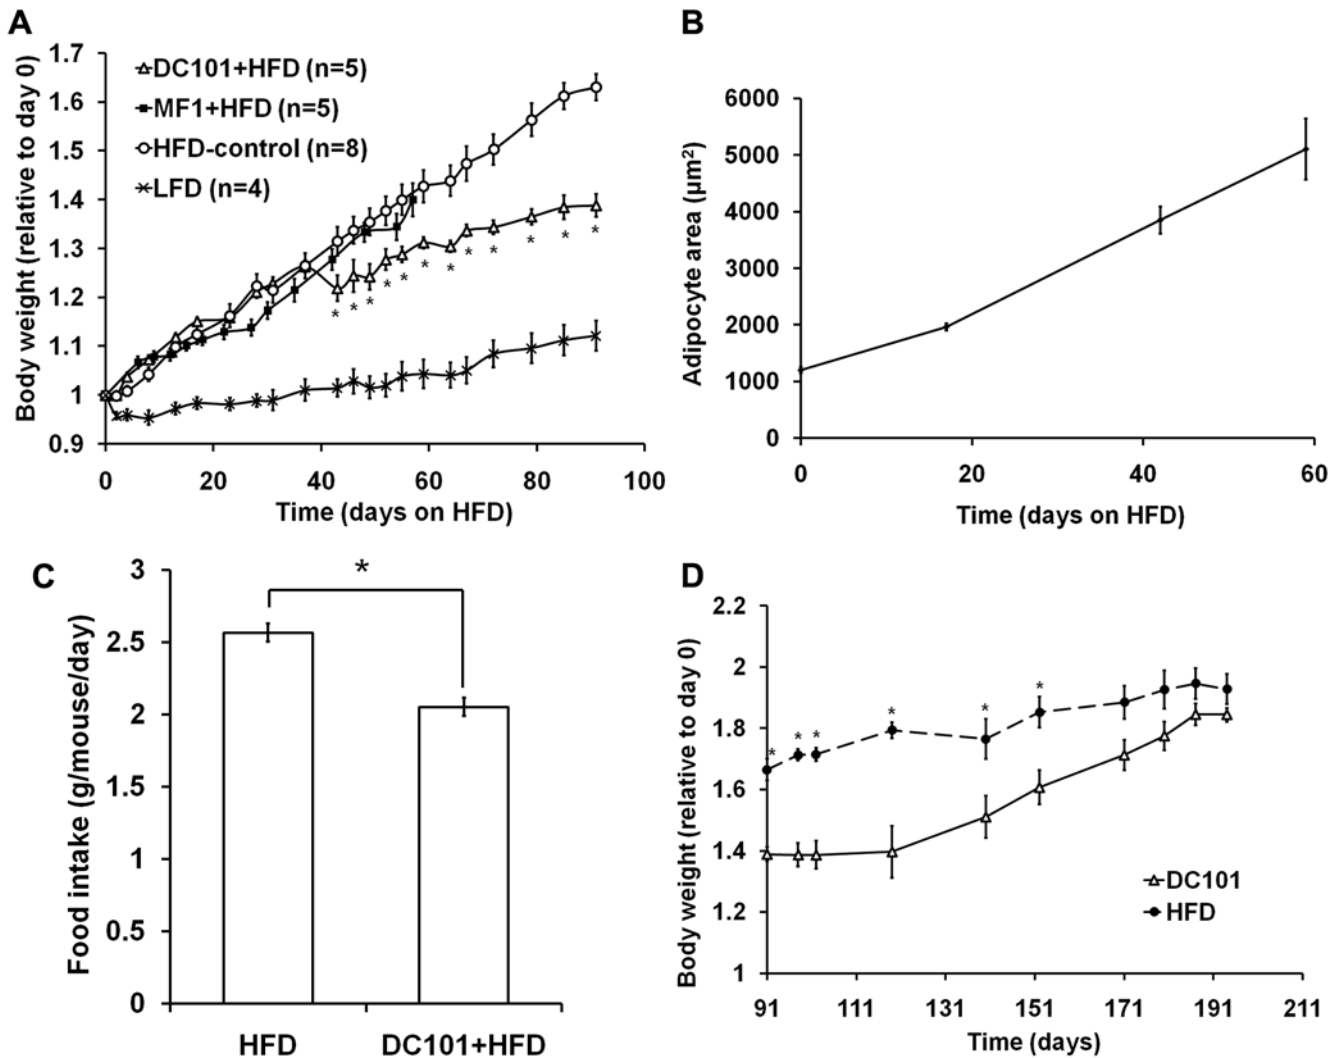 A
Body weight (relative to day 0)
1.7
1.6
1.5
1.4
1.3
1.2
1.1
1
0.9
DC101+HFD (n=5)
MF1+HFD (n=5)
HFD-control (n=8)
LFD (n=4)
* * * * * * * * * * * *
0 20 40 60 80 100
Time (days on HFD)
B
Adipocyte area (µm²)
6000
5000
4000
3000
2000
1000
0
0 20 40 60
Time (days on HFD)
C
Food intake (g/mouse/day)
3
2.5
2
1.5
1
0.5
0
*
HFD DC101+HFD
D
Body weight (relative to day 0)
2.2
2
1.8
1.6
1.4
1.2
1
* * * * * *
DC101
HFD
91 111 131 151 171 191 211
Time (days)